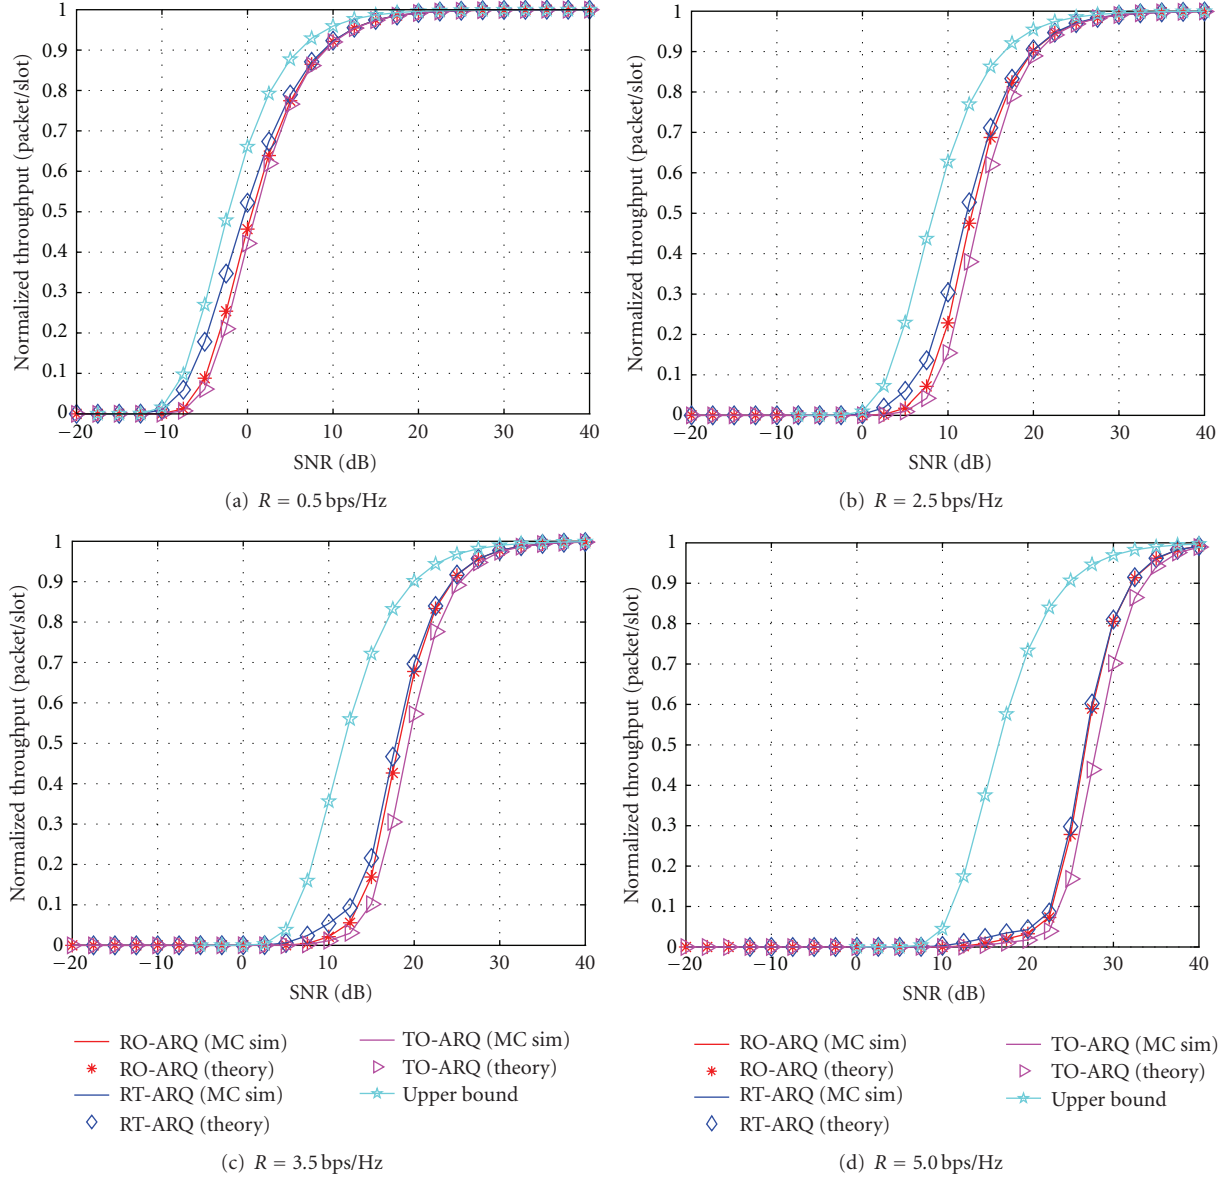 1
0.9
0.8
0.7
0.6
0.5
0.4
0.3
0.2
0.1
0
Normalized throughput (packet/slot)
−20 −10 0 10 20 30 40
SNR (dB)
(a) R = 0.5 bps/Hz
1
0.9
0.8
0.7
0.6
0.5
0.4
0.3
0.2
0.1
0
Normalized throughput (packet/slot)
−20 −10 0 10 20 30 40
SNR (dB)
(b) R = 2.5 bps/Hz
1
0.9
0.8
0.7
0.6
0.5
0.4
0.3
0.2
0.1
0
Normalized throughput (packet/slot)
−20 −10 0 10 20 30 40
SNR (dB)
RO-ARQ (MC sim)
RO-ARQ (theory)
RT-ARQ (MC sim)
RT-ARQ (theory)
TO-ARQ (MC sim)
TO-ARQ (theory)
Upper bound
(c) R = 3.5 bps/Hz
1
0.9
0.8
0.7
0.6
0.5
0.4
0.3
0.2
0.1
0
Normalized throughput (packet/slot)
−20 −10 0 10 20 30 40
SNR (dB)
RO-ARQ (MC sim)
RO-ARQ (theory)
RT-ARQ (MC sim)
RT-ARQ (theory)
TO-ARQ (MC sim)
TO-ARQ (theory)
Upper bound
(d) R = 5.0 bps/Hz